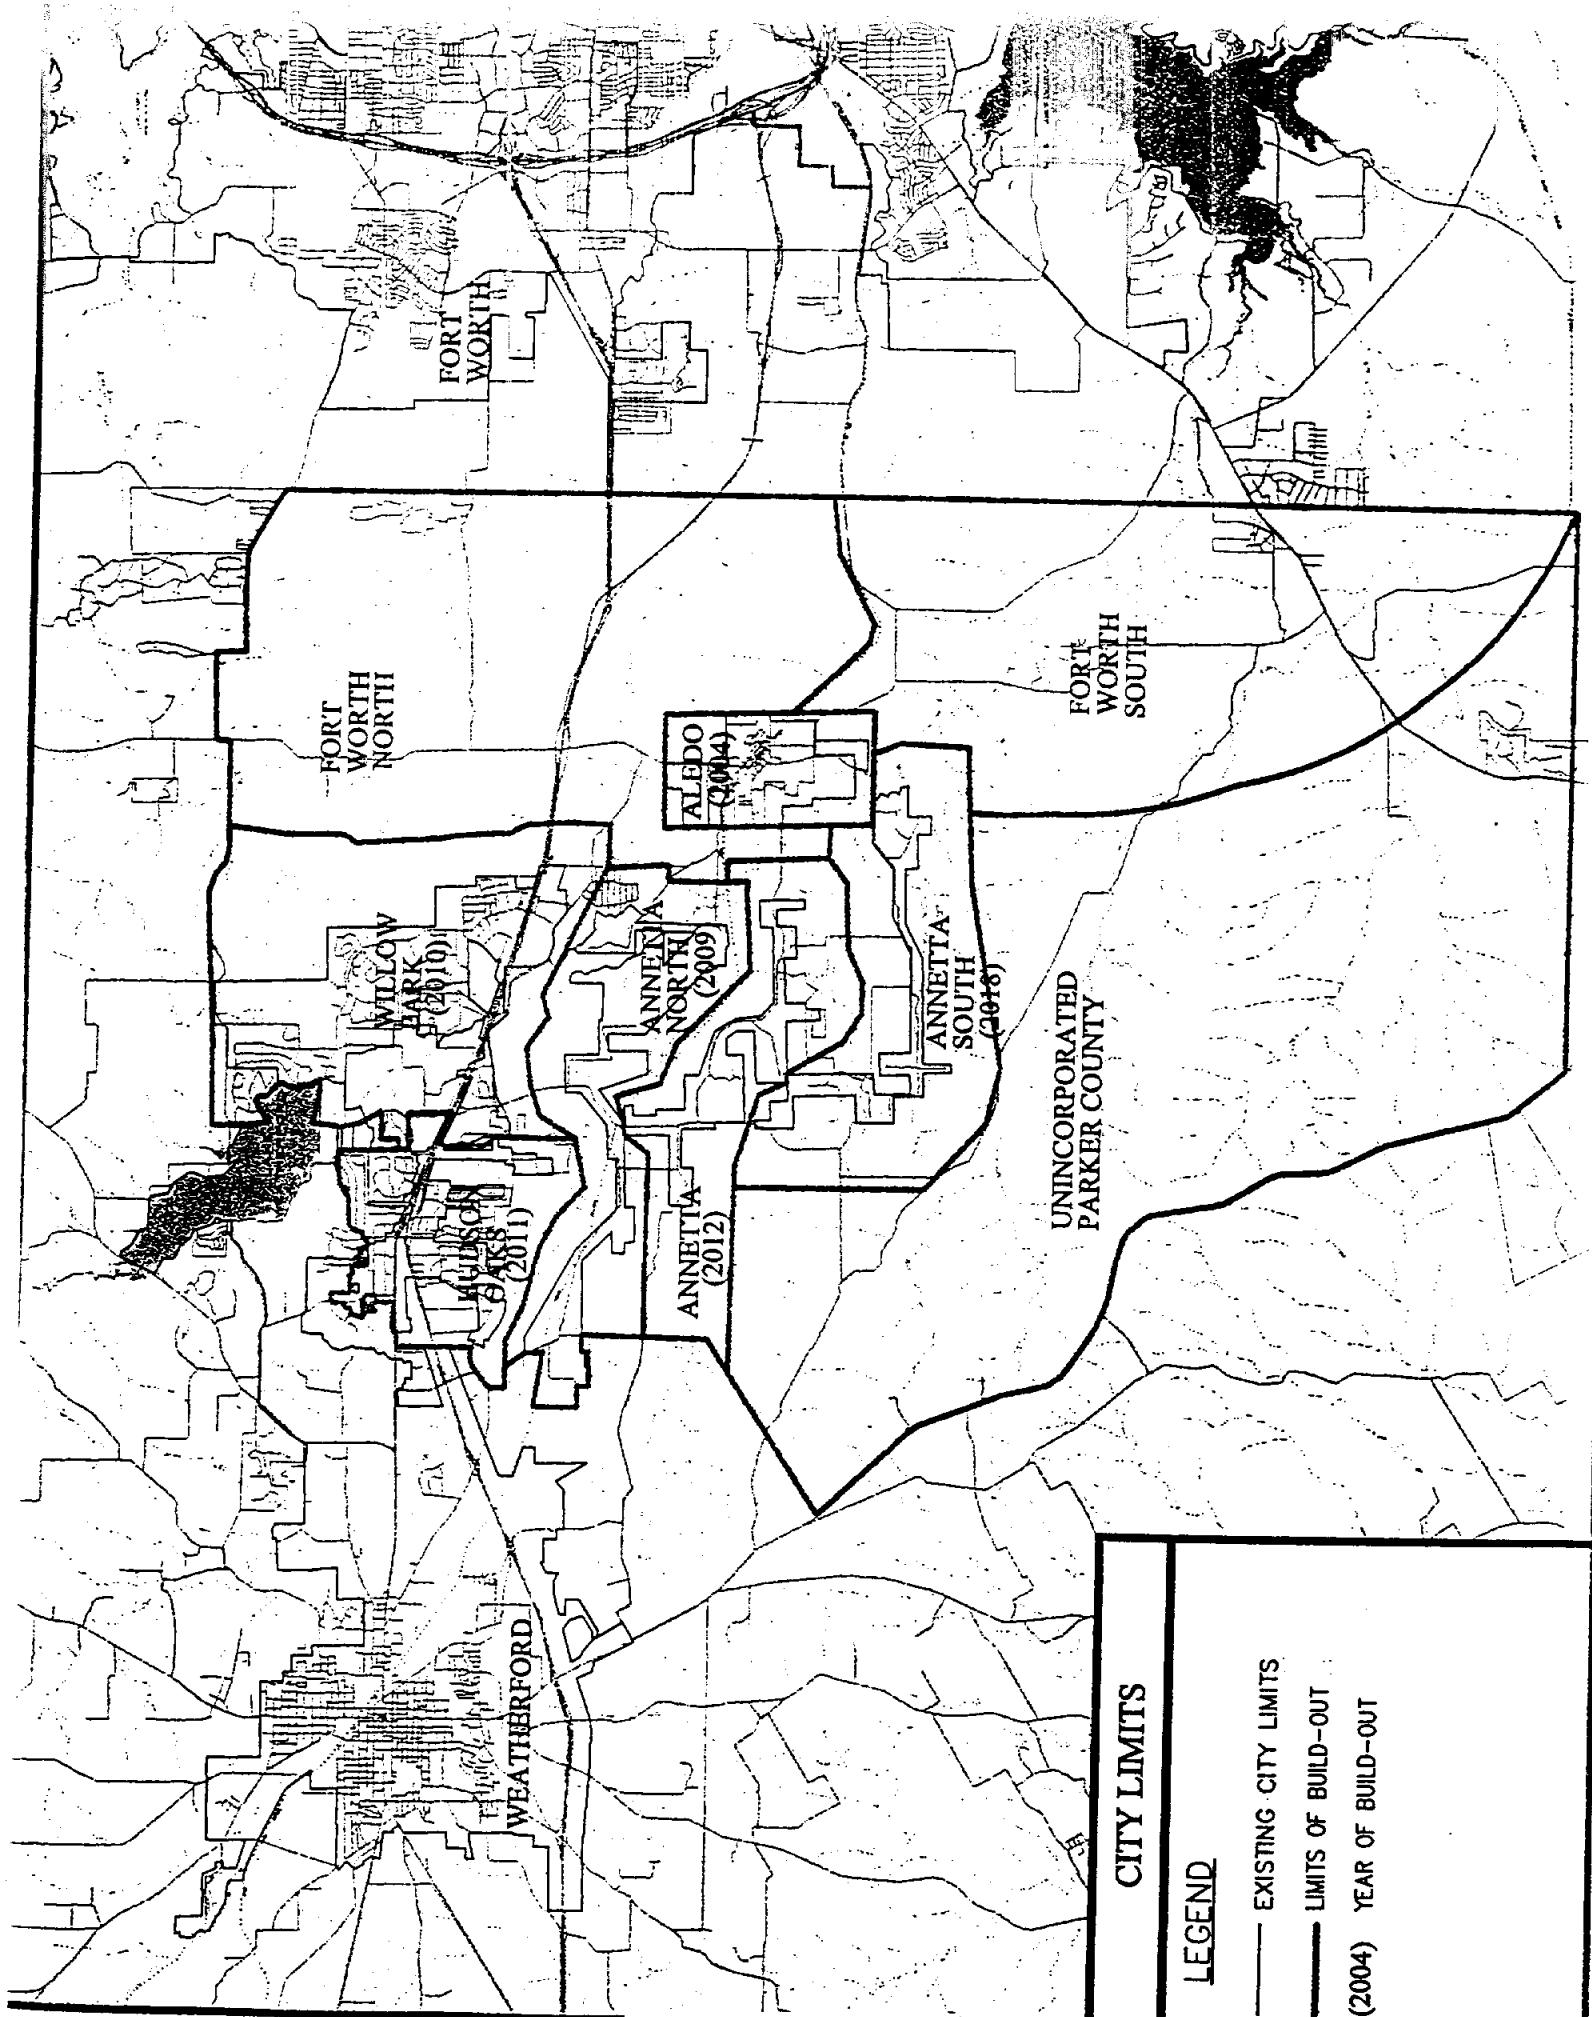 FORT
WORTH
FORT
WORTH
NORTH
ALEDO
(2004)
FORT
WORTH
SOUTH
WILLOW
PARK
(2010)
ANNETTA
NORTH
(2009)
ANNETTA
SOUTH
(2018)
UNINCORPORATED
PARKER COUNTY
HUDSON
OAKS
(2011)
ANNETTA
(2012)
WEATHERFORD
CITY LIMITS
LEGEND
EXISTING CITY LIMITS
LIMITS OF BUILD-OUT
(2004) YEAR OF BUILD-OUT